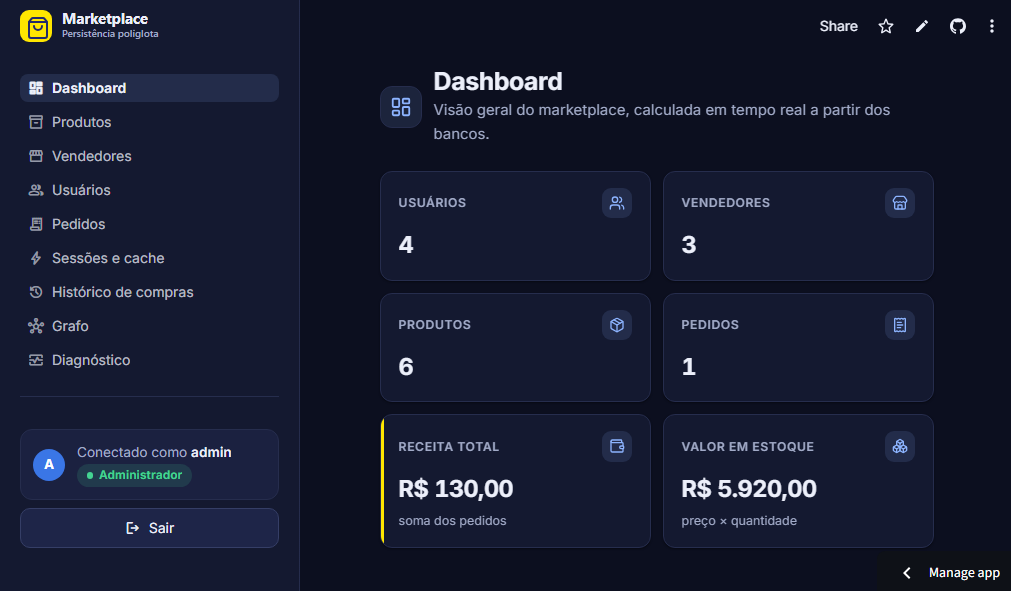 Marketplace
Persistência poliglota
Dashboard
Produtos
Vendedores
Usuários
Pedidos
Sessões e cache
Histórico de compras
Grafo
Diagnóstico
A
Conectado como admin
Administrador
Sair
Share
Dashboard
Visão geral do marketplace, calculada em tempo real a partir dos
bancos.
USUÁRIOS
4
VENDEDORES
3
PRODUTOS
6
PEDIDOS
1
RECEITA TOTAL
R$ 130,00
soma dos pedidos
VALOR EM ESTOQUE
R$ 5.920,00
preço × quantidade
Manage app